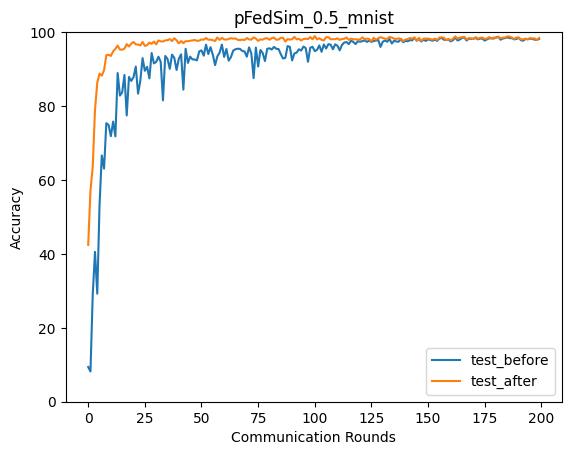 pFedSim_0.5_mnist
Accuracy
100
80
60
40
20
0
0 25 50 75 100 125 150 175 200
Communication Rounds
test_before
test_after